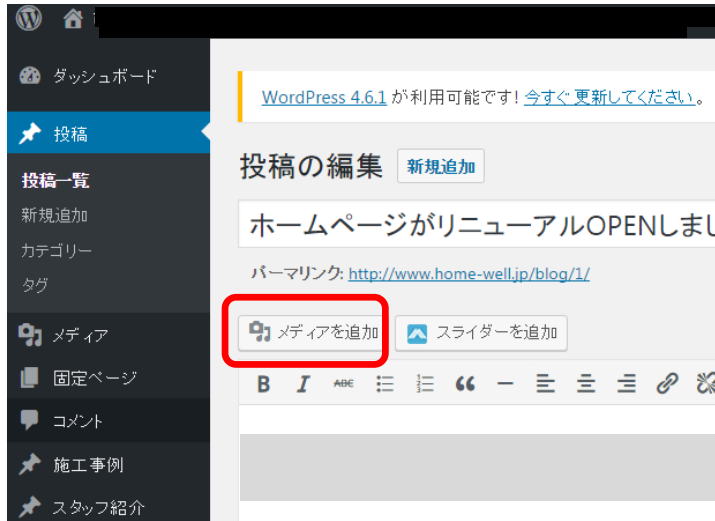 ダッシュボード
WordPress 4.6.1 が利用可能です! 今すぐ更新してください。
投稿
投稿の編集 新規追加
投稿一覧
新規追加
ホームページがリニューアルOPENしまし
カテゴリー
パーマリンク: http://www.home-well.jp/blog/1/
タグ
メディア
メディアを追加 スライダーを追加
固定ページ
B I ABE
コメント
施工事例
スタッフ紹介